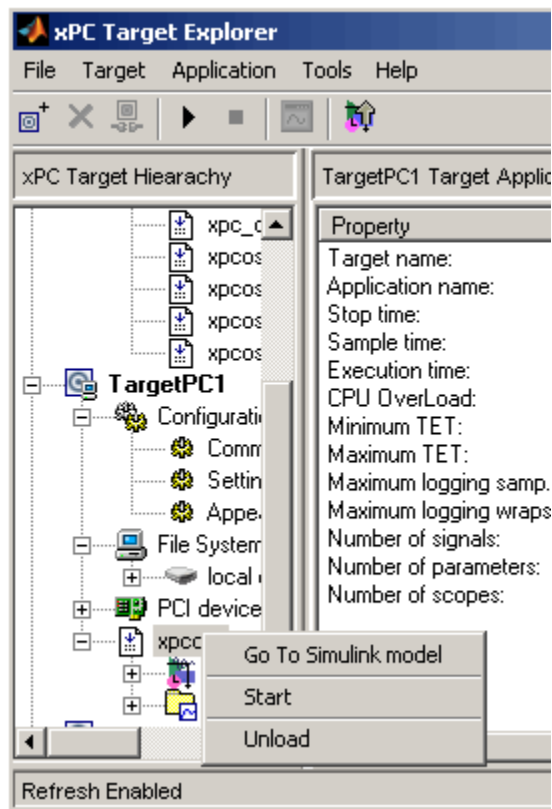 xPC Target Explorer
File Target Application Tools Help
xPC Target Hiearachy
TargetPC1 Target Applic
xpc_c
xpcos
xpcos
xpcos
xpcos
TargetPC1
Configurati
Comm
Settin
Appe
File System
local
PCI device
xpcc
Property
Target name:
Application name:
Stop time:
Sample time:
Execution time:
CPU OverLoad:
Minimum TET:
Maximum TET:
Maximum logging samp.
Maximum logging wraps
Number of signals:
Number of parameters:
Number of scopes:
Go To Simulink model
Start
Unload
Refresh Enabled